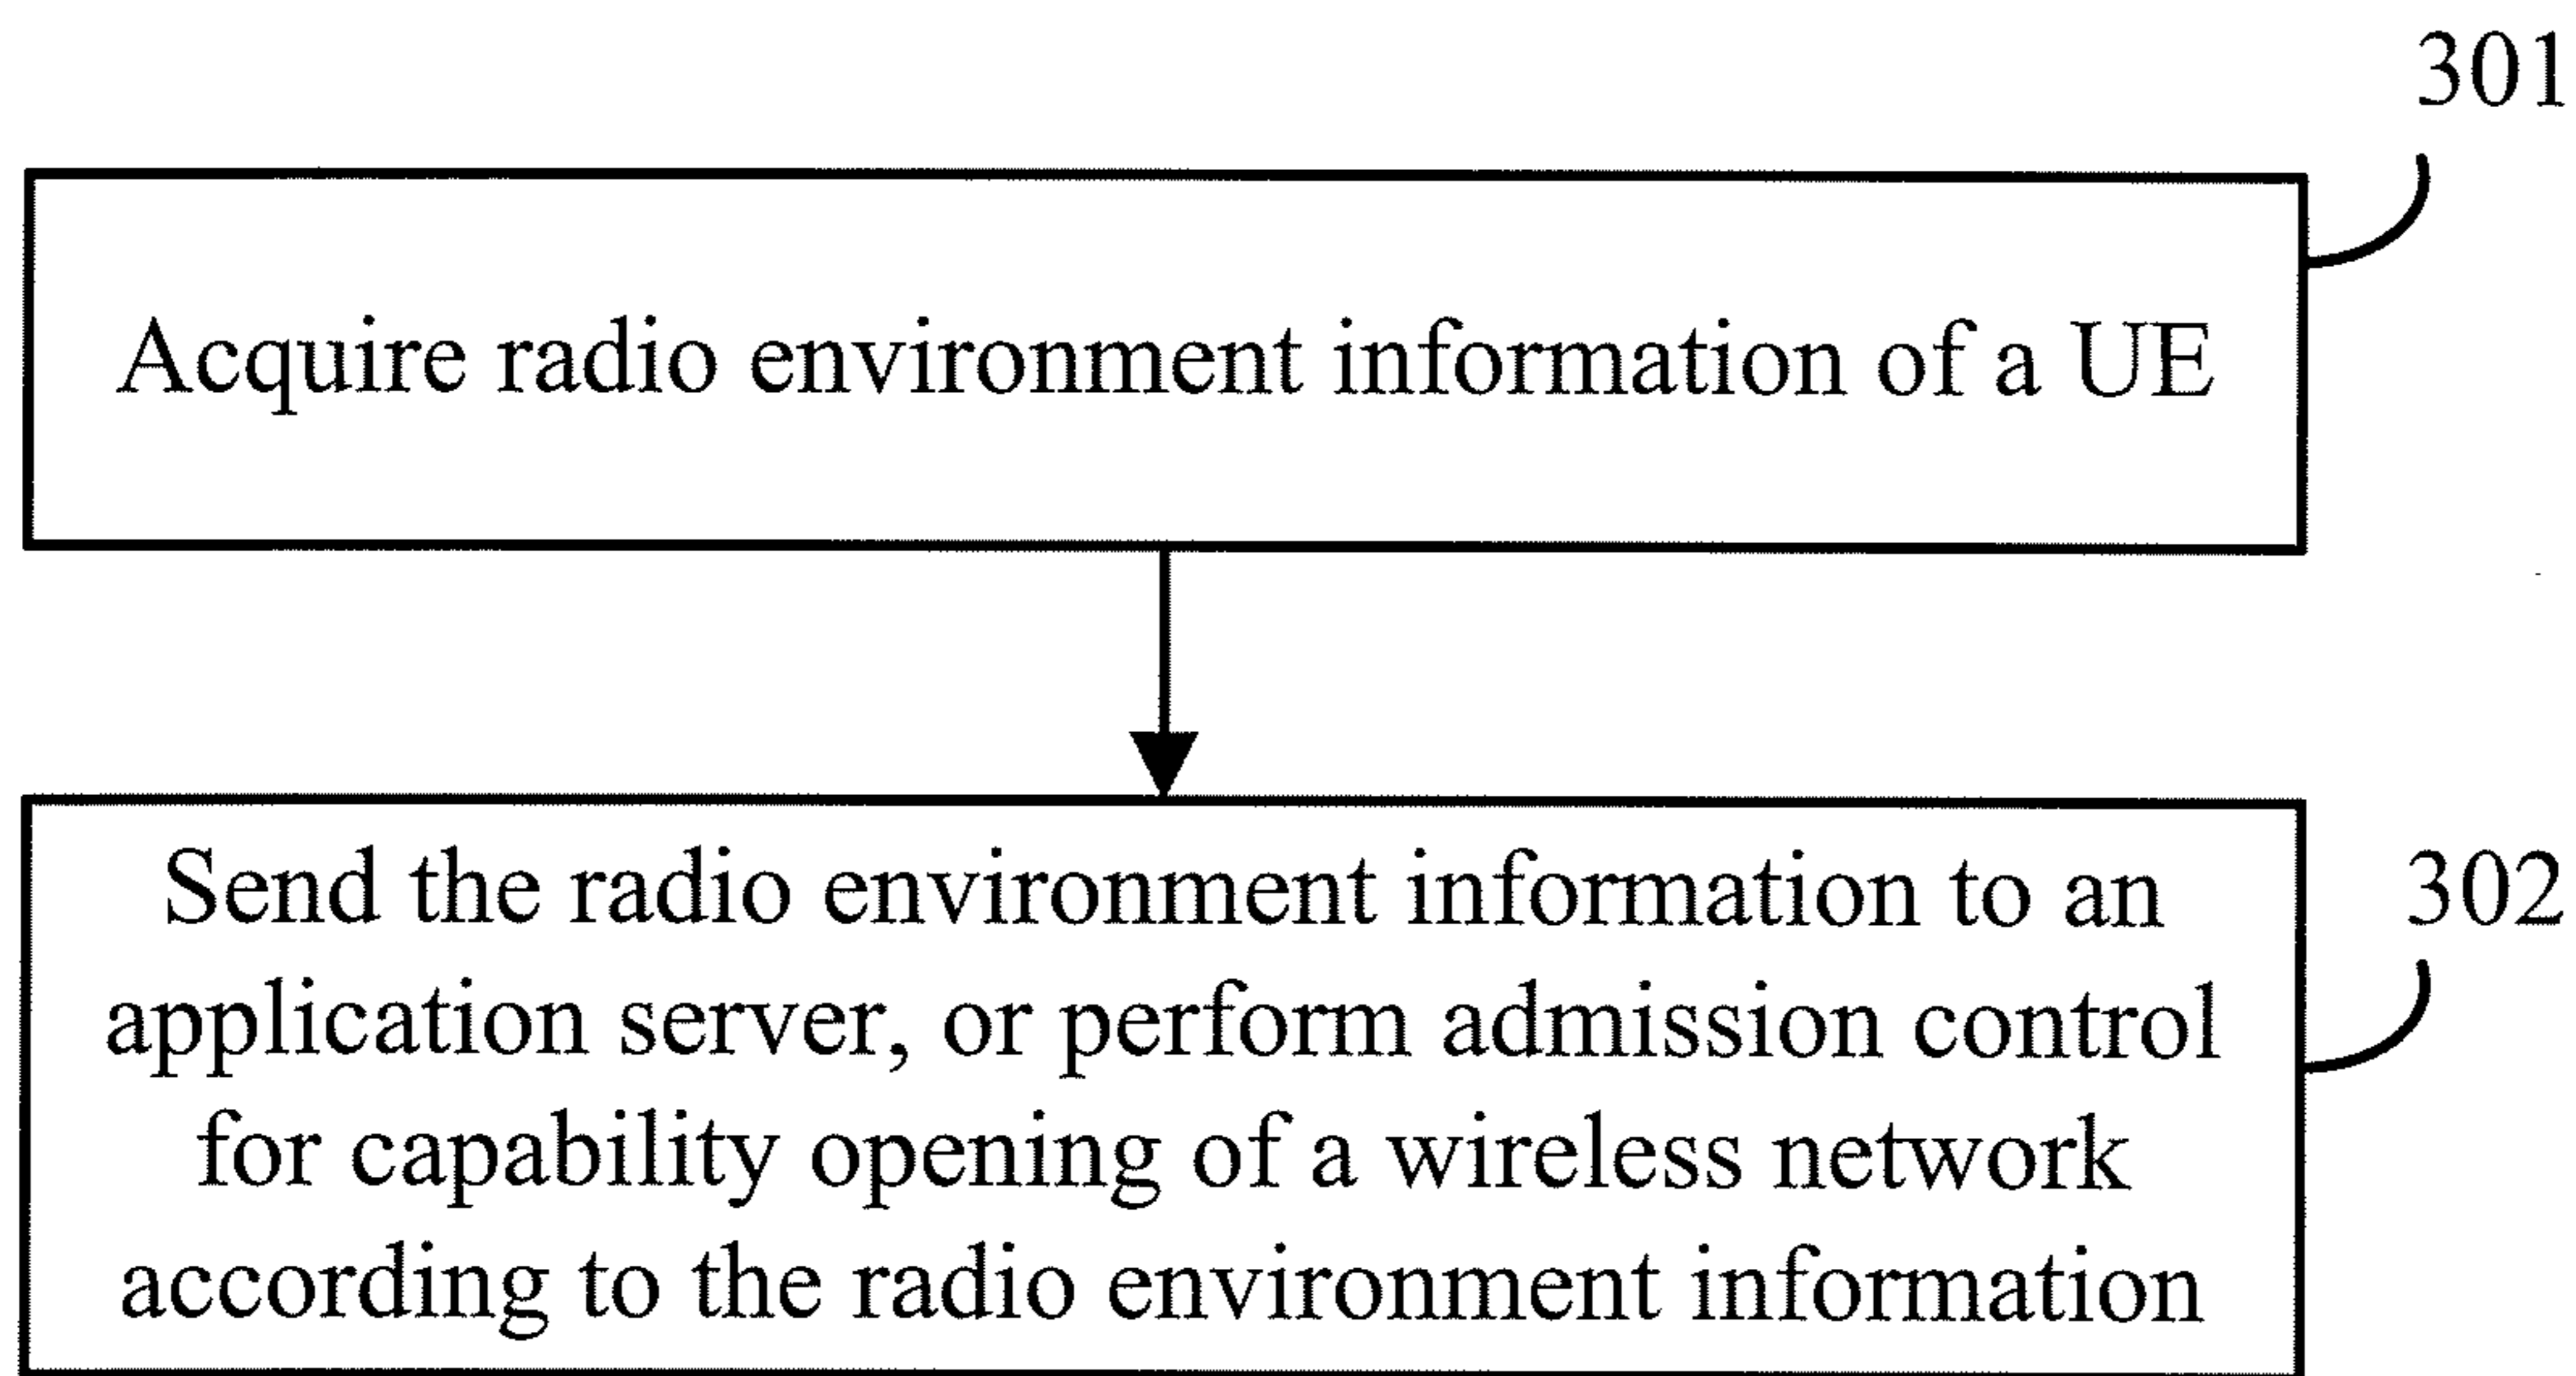 301
Acquire radio environment information of a UE
Send the radio environment information to an
302
application server, or perform admission control
for capability opening of a wireless network
according to the radio environment information